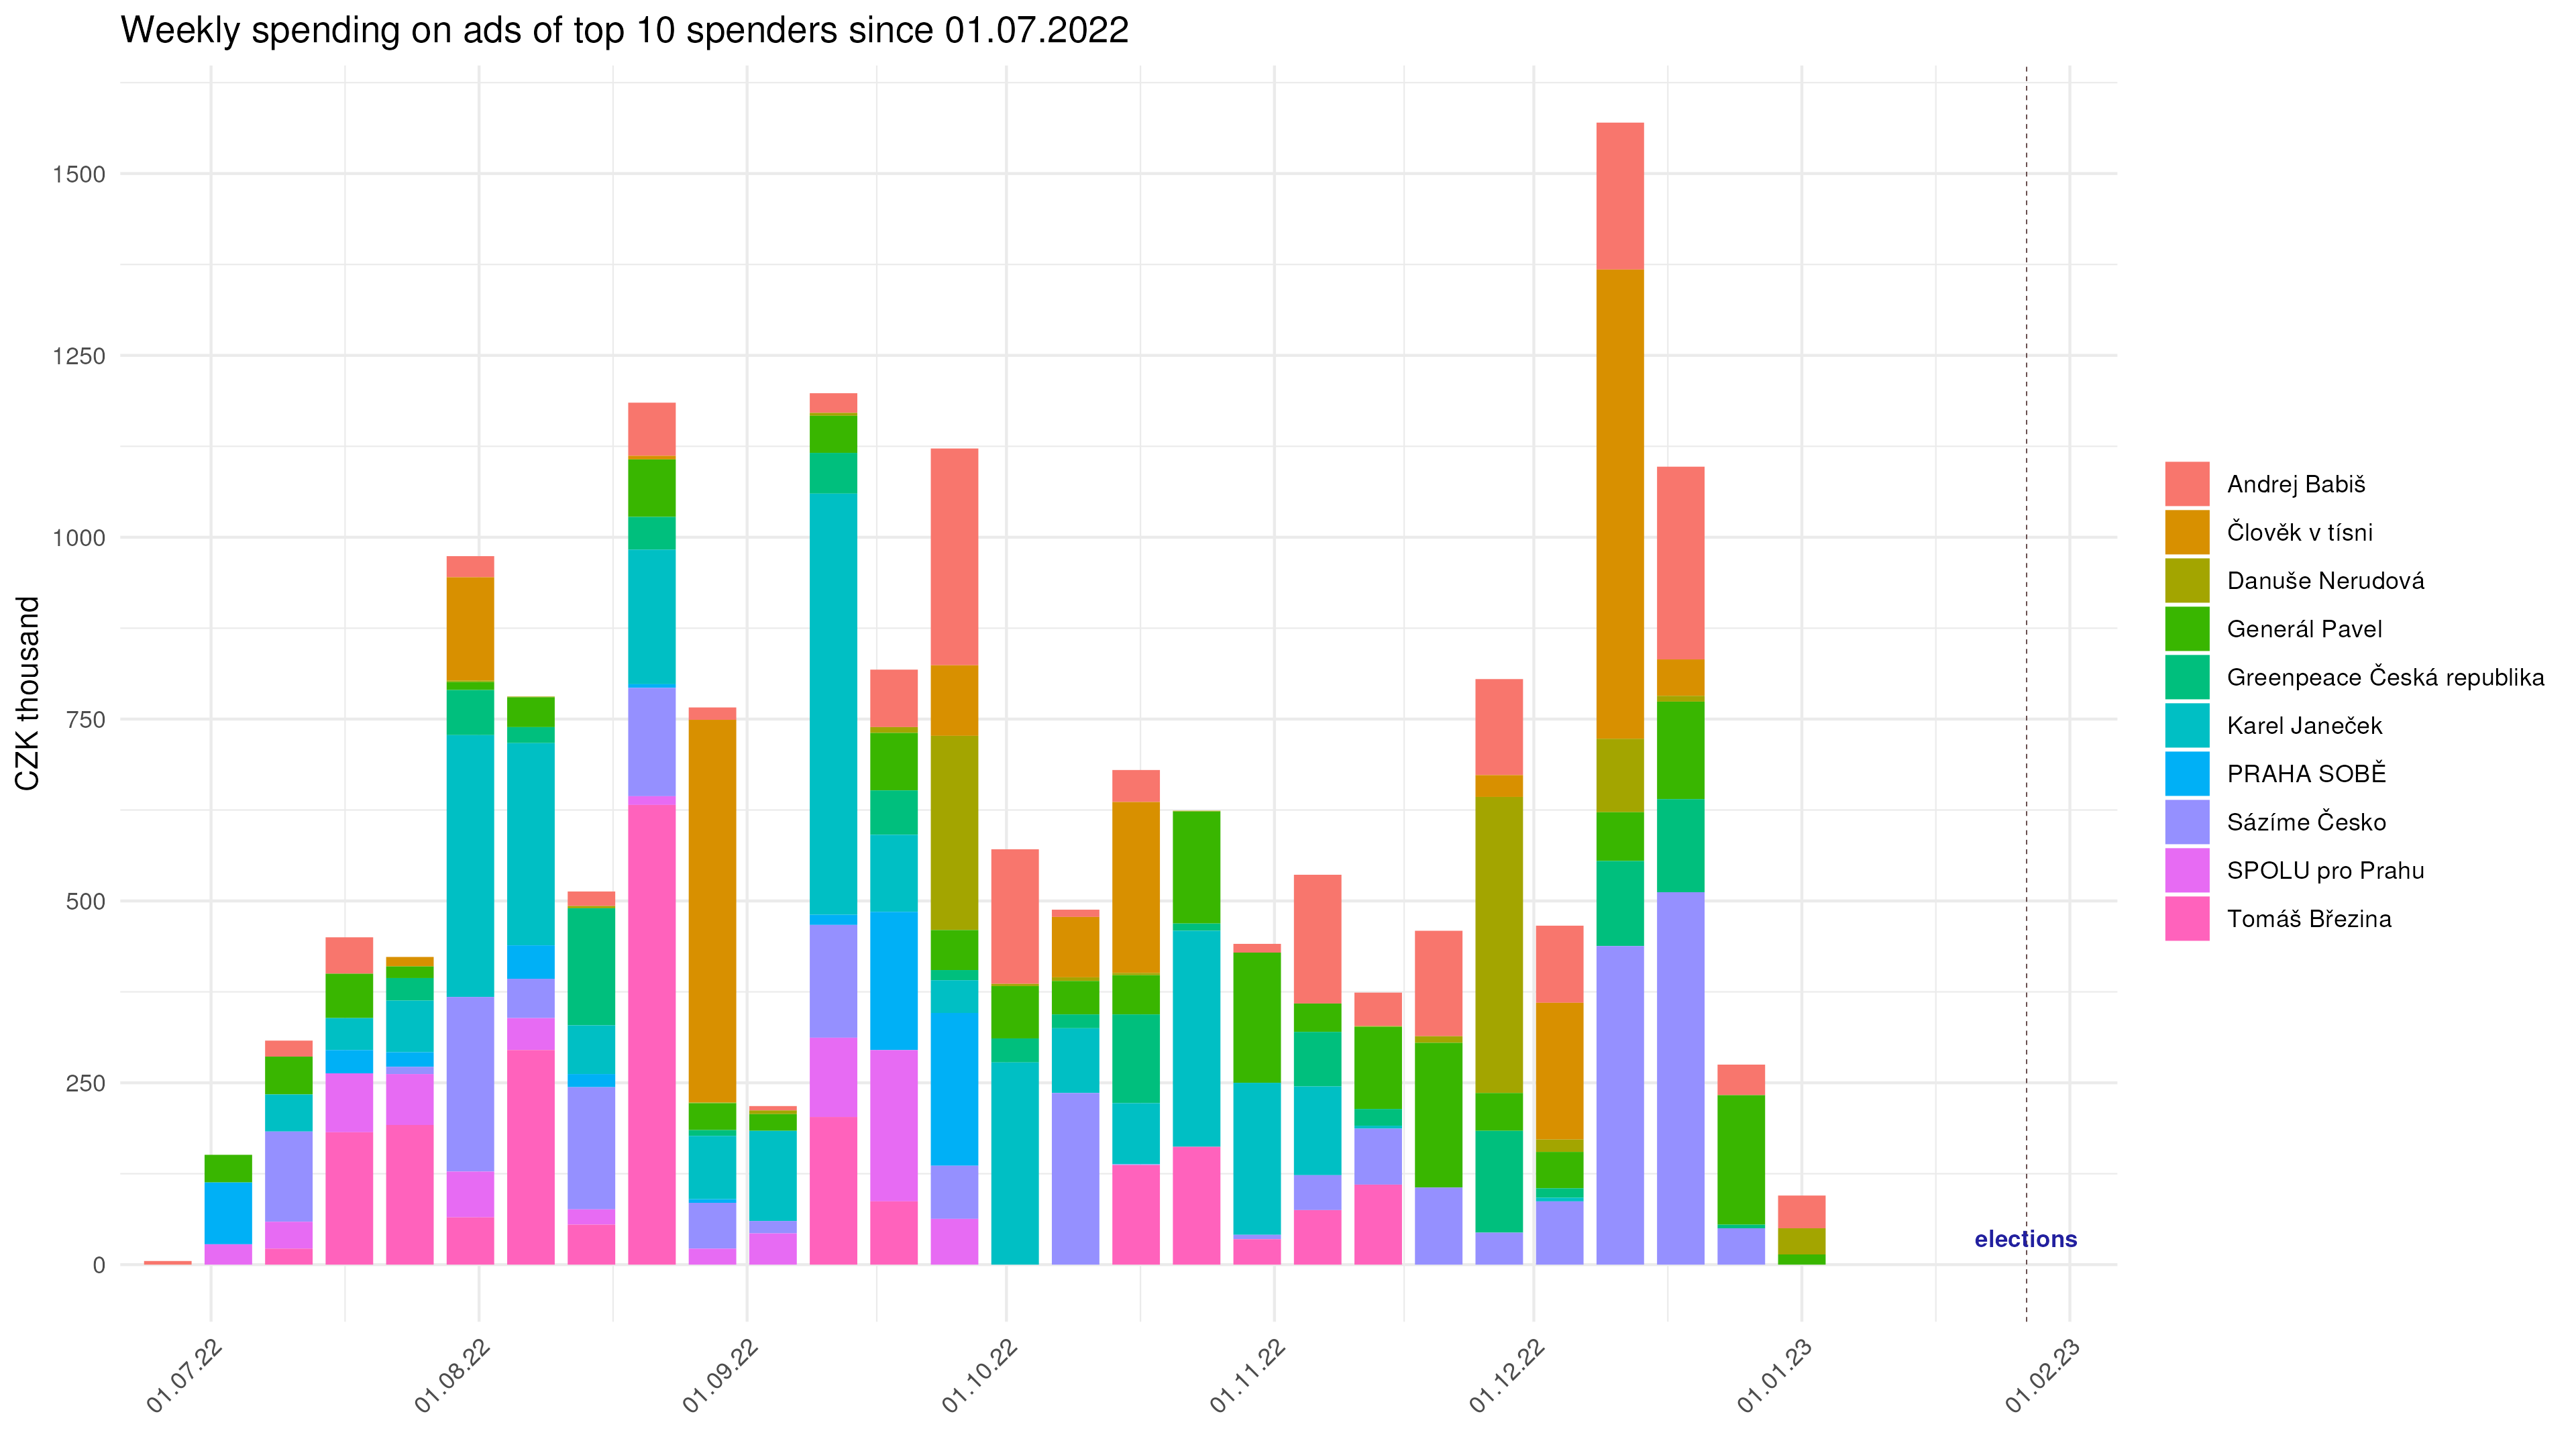 Weekly spending on ads of top 10 spenders since 01.07.2022
CZK thousand
1500
1250
1000
750
500
250
0
elections
01.07.22
01.08.22
01.09.22
01.10.22
01.11.22
01.12.22
01.01.23
01.02.23
Andrej Babiš
Člověk v tísni
Danuše Nerudová
Generál Pavel
Greenpeace Česká republika
Karel Janeček
PRAHA SOBĚ
Sázíme Česko
SPOLU pro Prahu
Tomáš Březina